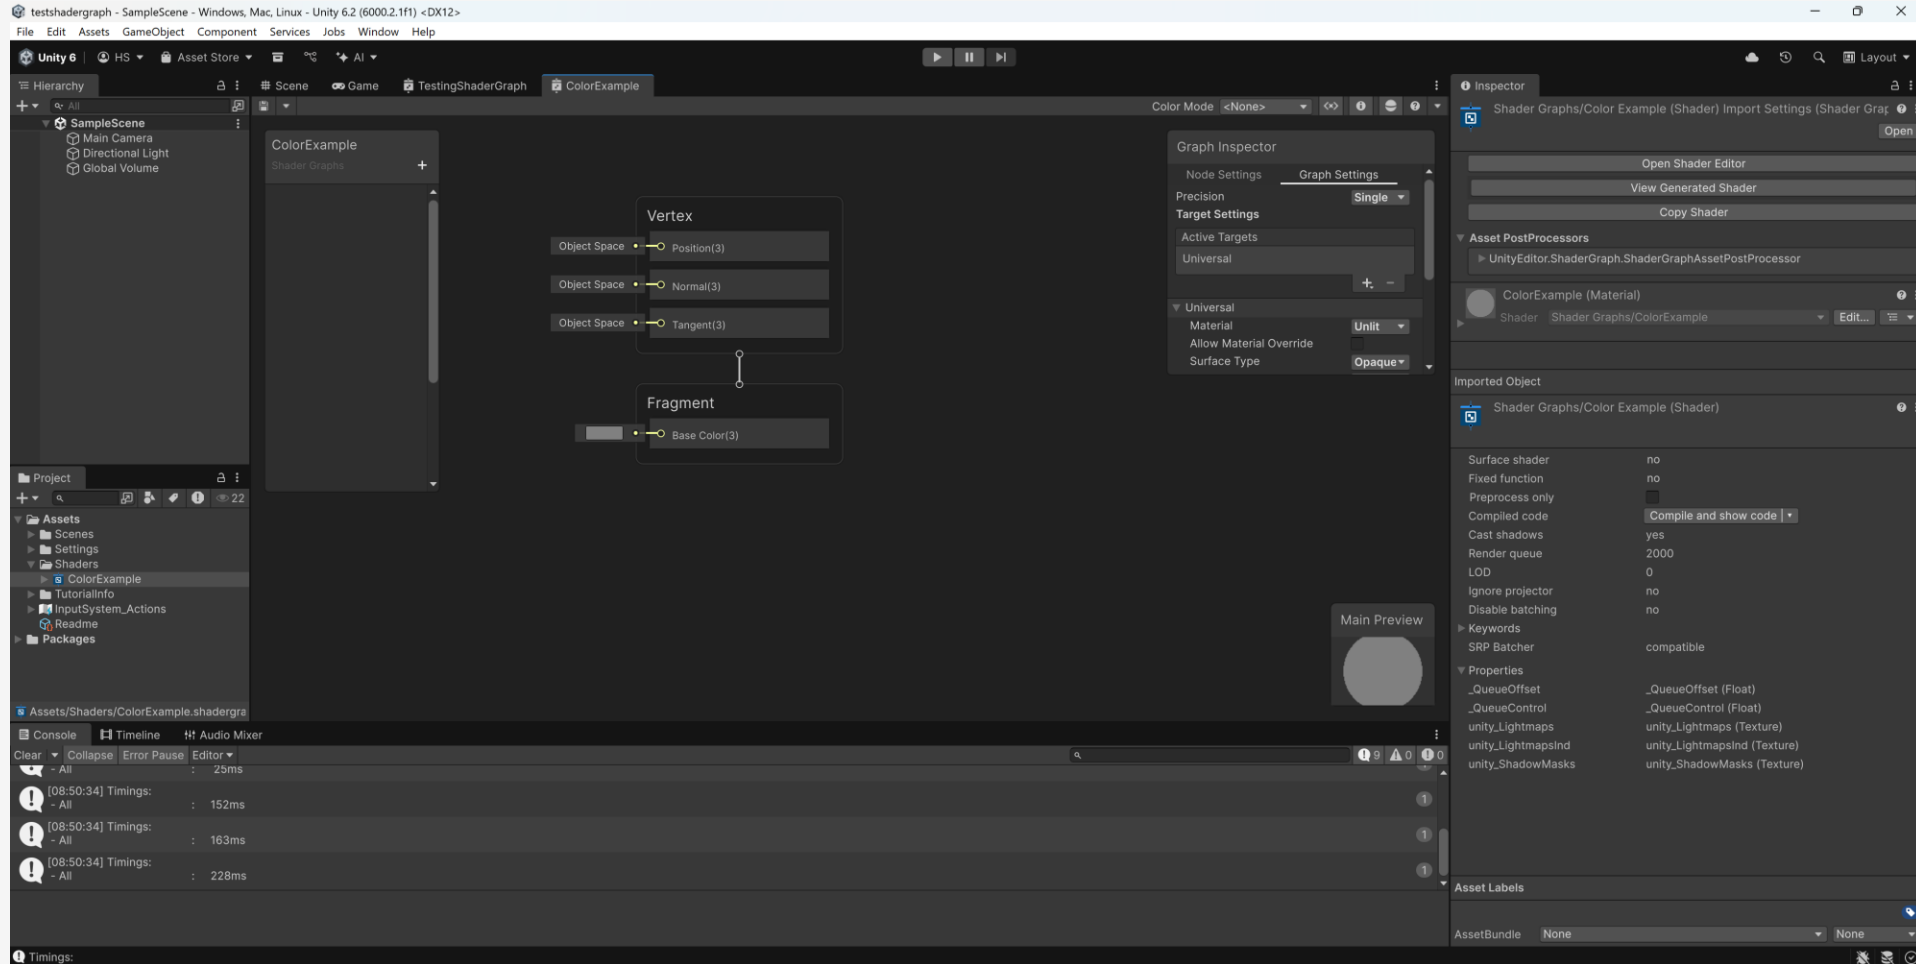 testshadergraph - SampleScene - Windows, Mac, Linux - Unity 6.2 (6000.2.1f1) <DX12>
File Edit Assets GameObject Component Services Jobs Window Help
Unity 6 HS Asset Store AI Layout
Hierarchy
All
SampleScene
Main Camera
Directional Light
Global Volume
Scene Game TestingShaderGraph ColorExample
Color Mode <None>
ColorExample
Shader Graphs
Vertex
Object Space Position(3)
Object Space Normal(3)
Object Space Tangent(3)
Fragment
Base Color(3)
Graph Inspector
Node Settings Graph Settings
Precision Single
Target Settings
Active Targets
Universal
Universal
Material Unlit
Allow Material Override
Surface Type Opaque
Main Preview
Project
22
Assets
Scenes
Settings
Shaders
ColorExample
TutorialInfo
InputSystem_Actions
Readme
Packages
Assets/Shaders/ColorExample.shadergra
Console Timeline Audio Mixer
Clear Collapse Error Pause Editor
9 0 0
- All : 25ms
[08:50:34] Timings:
- All : 152ms
1
[08:50:34] Timings:
- All : 163ms
1
[08:50:34] Timings:
- All : 228ms
1
Timings:
Inspector
Shader Graphs/Color Example (Shader) Import Settings (Shader Grap
Open
Open Shader Editor
View Generated Shader
Copy Shader
Asset PostProcessors
UnityEditor.ShaderGraph.ShaderGraphAssetPostProcessor
ColorExample (Material)
Shader Shader Graphs/ColorExample Edit...
Imported Object
Shader Graphs/Color Example (Shader)
Surface shader no
Fixed function no
Preprocess only
Compiled code Compile and show code
Cast shadows yes
Render queue 2000
LOD 0
Ignore projector no
Disable batching no
Keywords
SRP Batcher compatible
Properties
_QueueOffset _QueueOffset (Float)
_QueueControl _QueueControl (Float)
unity_Lightmaps unity_Lightmaps (Texture)
unity_LightmapsInd unity_LightmapsInd (Texture)
unity_ShadowMasks unity_ShadowMasks (Texture)
Asset Labels
AssetBundle None None